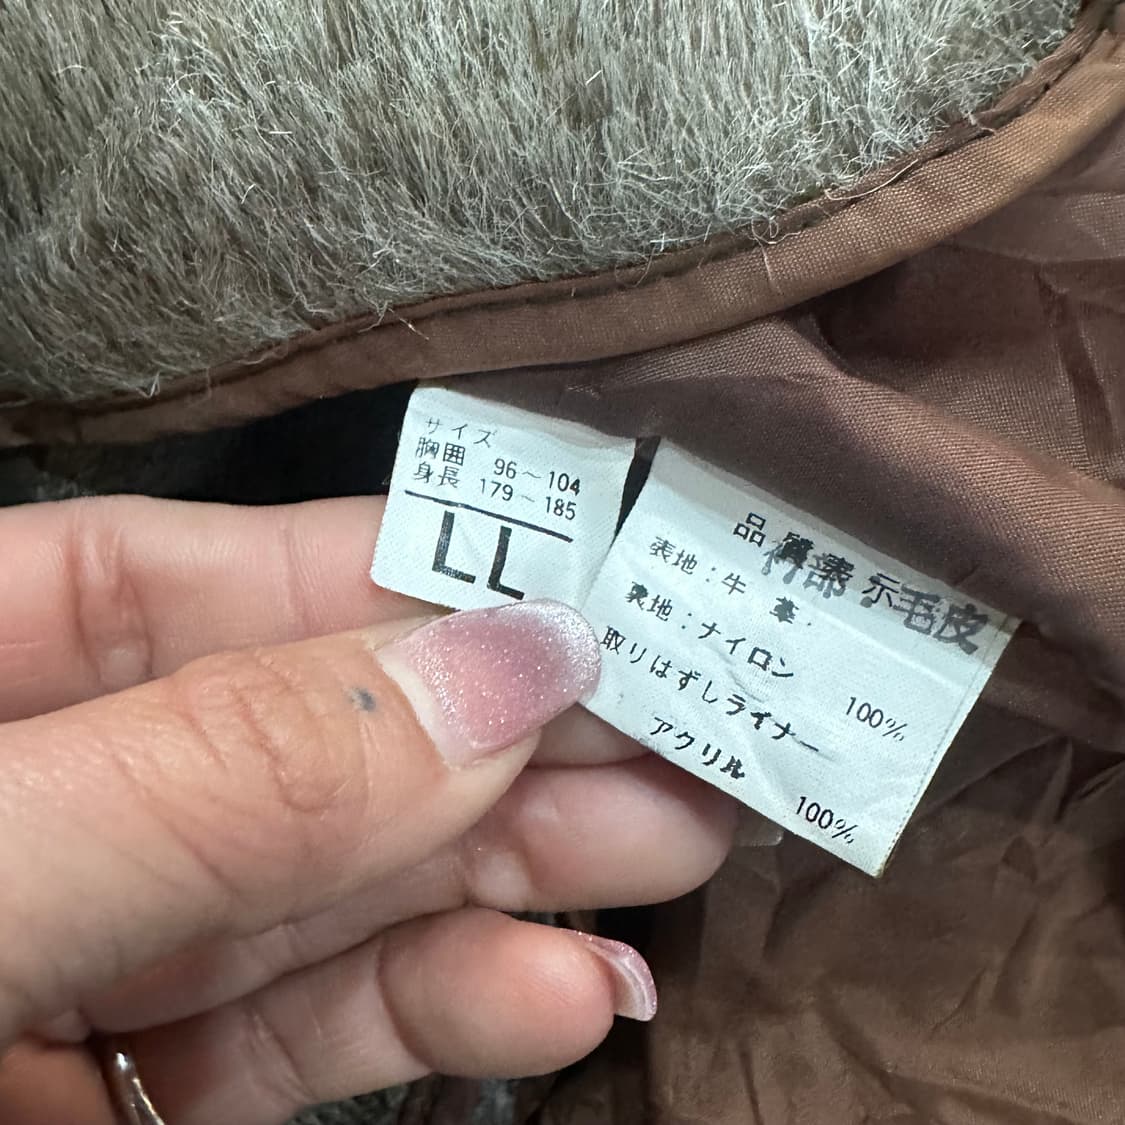 サイズ
胸囲 96～104
身長 179～185
LL
品質表示
表地：牛革
裏地：ナイロン
100%
取りはずしライナー
アクリル
100%
毛皮